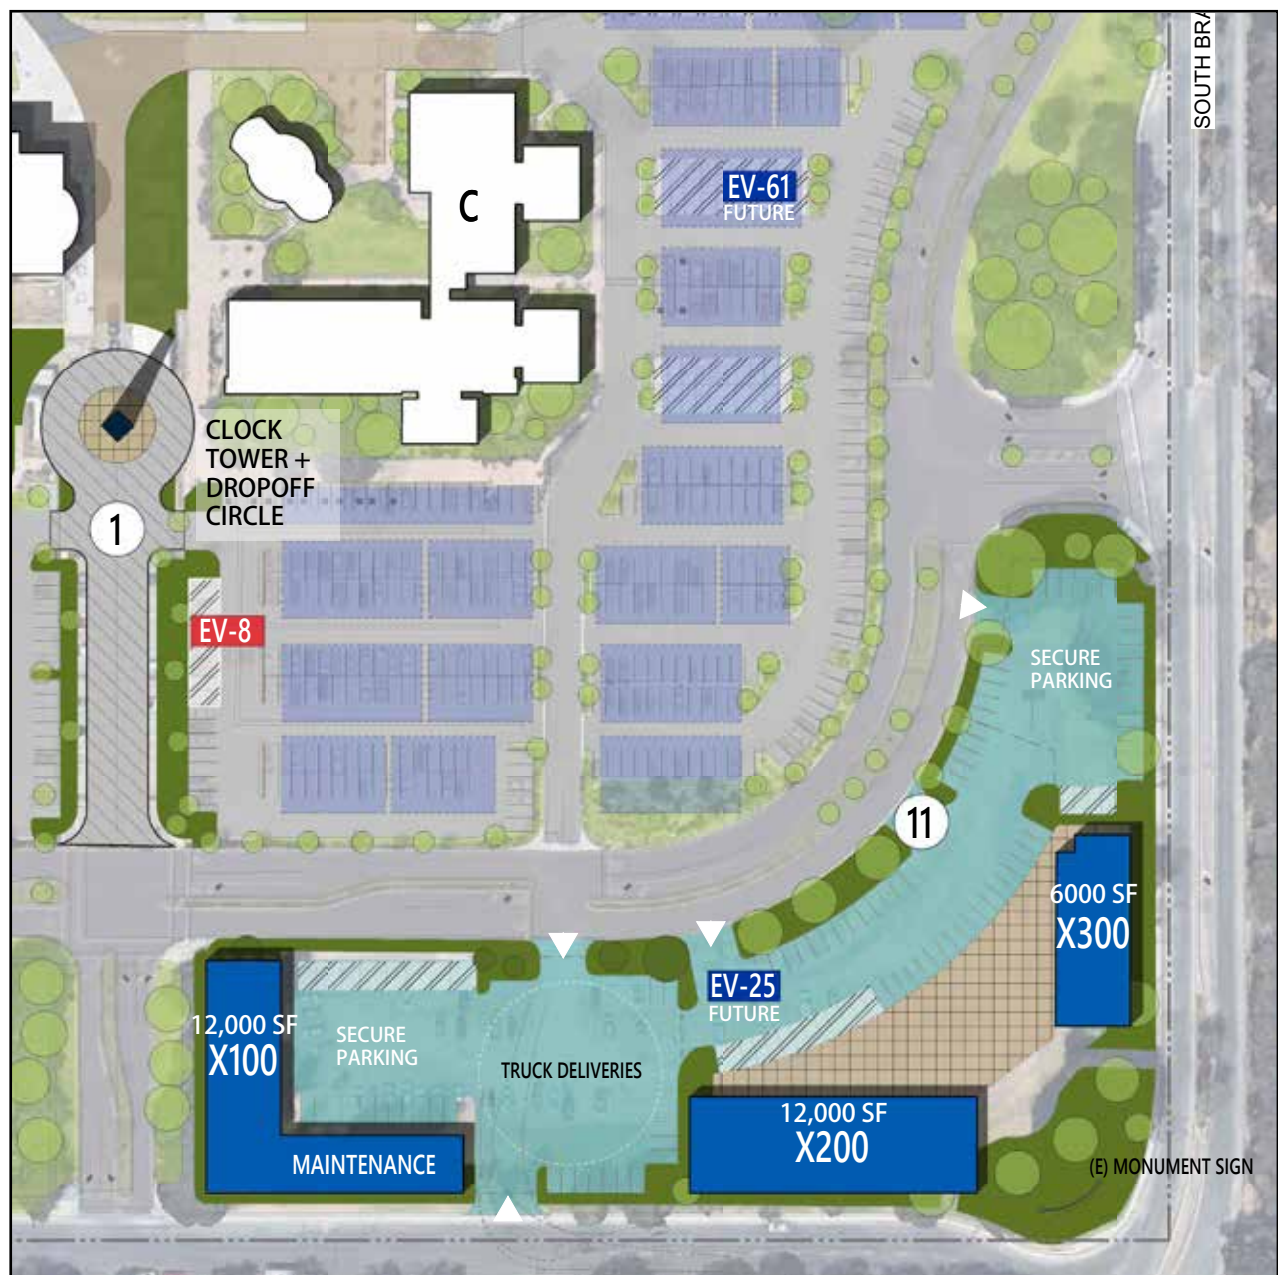 SOUTH BRA
EV-61
FUTURE
C
CLOCK
TOWER +
DROPOFF
CIRCLE
1
EV-8
SECURE
PARKING
11
6000 SF
X300
EV-25
FUTURE
12,000 SF
X100
SECURE
PARKING
TRUCK DELIVERIES
12,000 SF
X200
MAINTENANCE
(E) MONUMENT SIGN